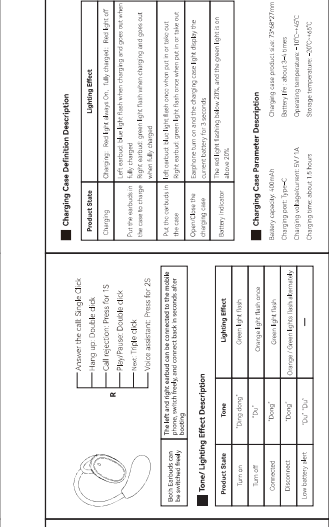 Answer the call: Single Click
Hang up: Double click
Call rejection: Press for 1S
Play/Pause: Double click
Next: Triple click
Voice assistant: Press for 2S
R
Both Earbuds can
be switched freely
The left and right earbud can be connected to the mobile
phone, switch freely, and connect back in seconds after
booting
Tone/ Lighting Effect Description
Product State Tone Lighting Effect
Turn on "Ding dong" Green light flash
Turn off "Du" Orange light flash once
Connected "Dong" Green light flash
Disconnect "Dong" Orange / Green lights flash alternately
Low battery alert "Du" "Du" —
Charging Case Definition Description
Product State Lighting Effect
Charging Charging: Red light always On, fully charged: Red light off
Put the earbuds in
the case to charge
Left earbud: blue light flash when charging and goes out when
fully charged
Right earbud: green light flash when charging and goes out
when fully charged
Put the earbuds in
the case
Left earbud: blue light flash once when put in or take out
Right earbud: green light flash once when put in or take out
Open/Close the
charging case
Earphone turn on and the charging case light display the
current battery for 3 seconds
Battery indicator
The red light flashing below 20%, and the green light is on
above 20%
Charging Case Parameter Description
Battery capacity: 400mAh
Charging case product size: 73*68*27mm
Charging port: Type-C
Battery life: about 3-4 times
Charging voltage/current: 5V/ 1A
Operating temperature: -10°C~+45°C
Charging time: about 1.5 hours
Storage temperature: -20°C~+65°C